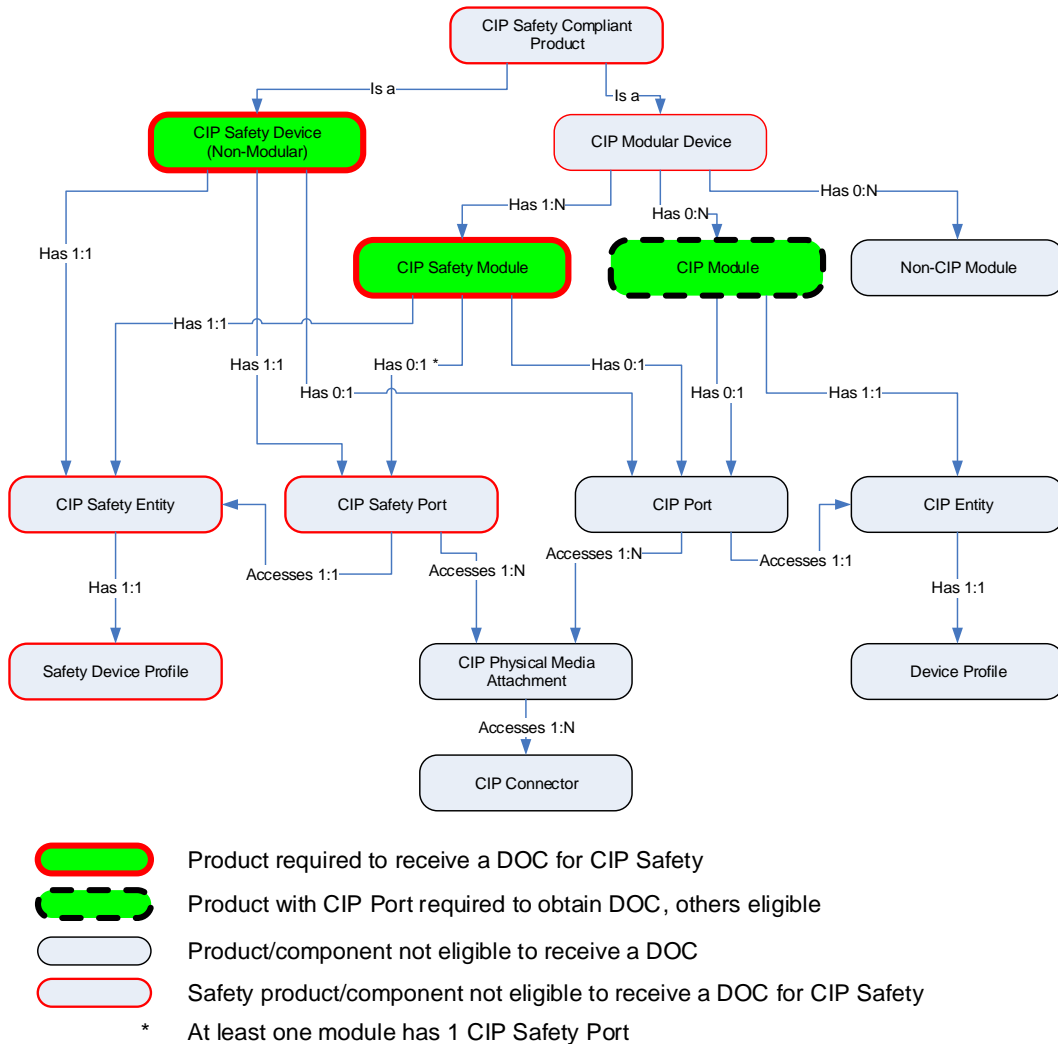 CIP Safety Compliant
Product
Is a
Is a
CIP Safety Device
(Non-Modular)
CIP Modular Device
Has 1:N
Has 0:N
Has 0:N
Has 1:1
CIP Safety Module
CIP Module
Non-CIP Module
Has 1:1
Has 1:1
Has 0:1 *
Has 0:1
Has 0:1
Has 0:1
Has 1:1
CIP Safety Entity
CIP Safety Port
CIP Port
CIP Entity
Accesses 1:1
Accesses 1:N
Accesses 1:N
Accesses 1:1
Has 1:1
Has 1:1
Safety Device Profile
CIP Physical Media
Attachment
Device Profile
Accesses 1:N
CIP Connector
Product required to receive a DOC for CIP Safety
Product with CIP Port required to obtain DOC, others eligible
Product/component not eligible to receive a DOC
Safety product/component not eligible to receive a DOC for CIP Safety
* At least one module has 1 CIP Safety Port